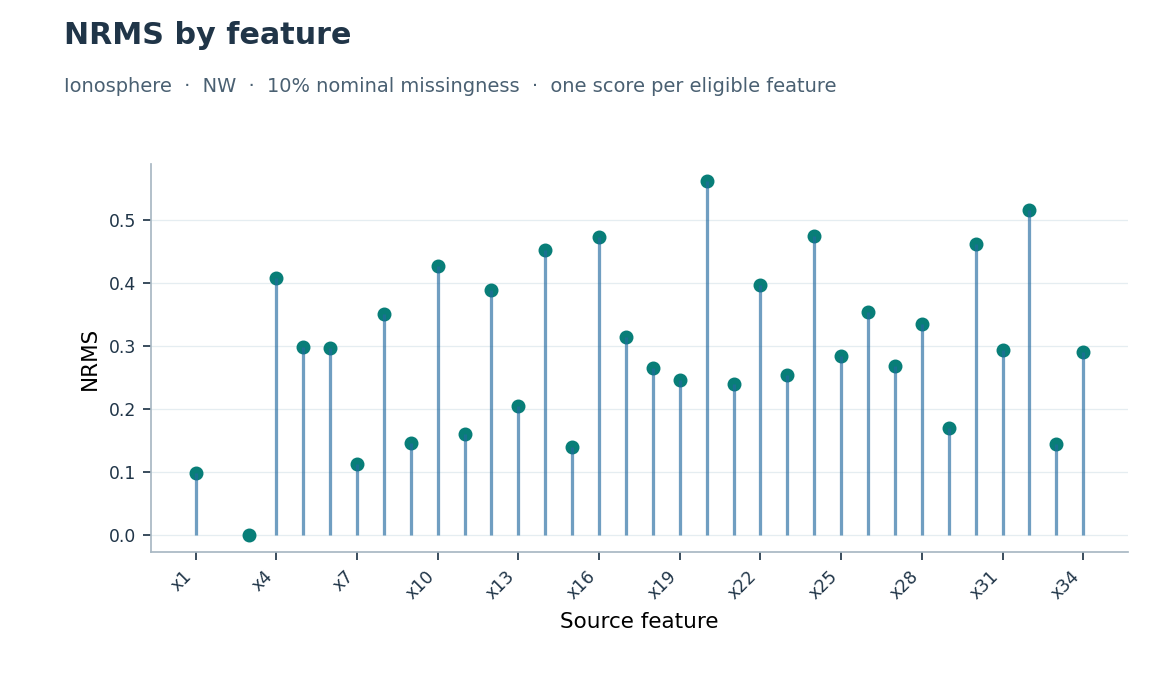 NRMS by feature
Ionosphere · NW · 10% nominal missingness · one score per eligible feature
NRMS
0.5
0.4
0.3
0.2
0.1
0.0
x1 x4 x7 x10 x13 x16 x19 x22 x25 x28 x31 x34
Source feature